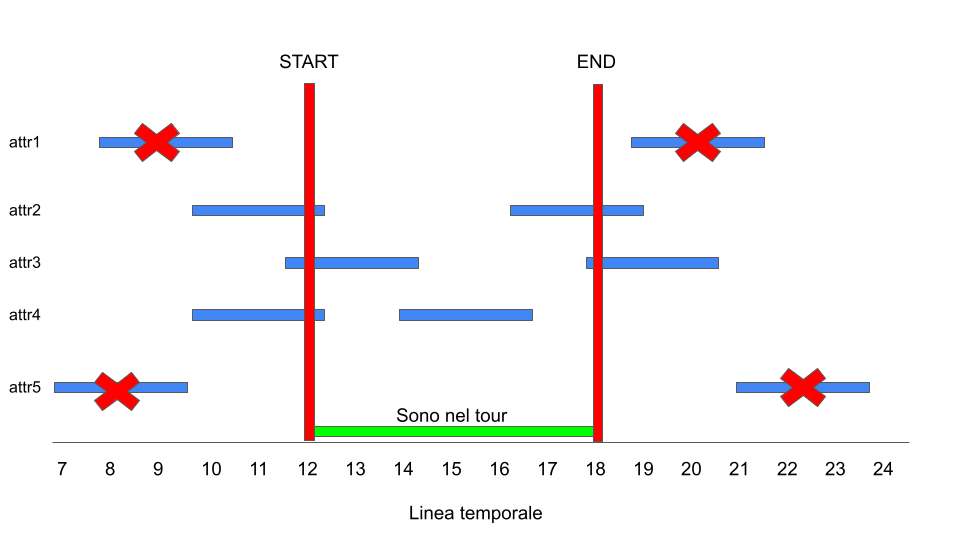 START END
attr1
attr2
attr3
attr4
attr5
Sono nel tour
7 8 9 10 11 12 13 14 15 16 17 18 19 20 21 22 23 24
Linea temporale